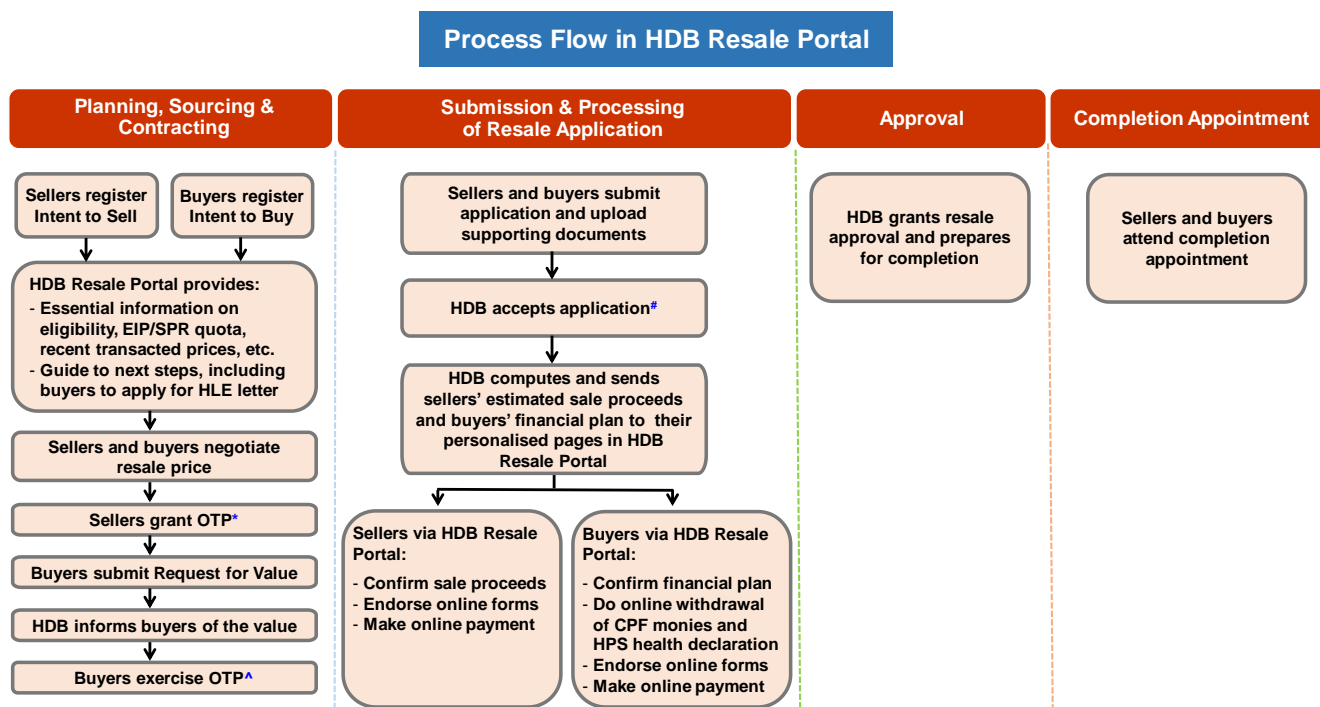 Process Flow in HDB Resale Portal
Planning, Sourcing &
Contracting
Sellers register
Intent to Sell
Buyers register
Intent to Buy
HDB Resale Portal provides:
- Essential information on
eligibility, EIP/SPR quota,
recent transacted prices, etc.
- Guide to next steps, including
buyers to apply for HLE letter
Sellers and buyers negotiate
resale price
Sellers grant OTP*
Buyers submit Request for Value
HDB informs buyers of the value
Buyers exercise OTP^
Submission & Processing
of Resale Application
Sellers and buyers submit
application and upload
supporting documents
HDB accepts application#
HDB computes and sends
sellers' estimated sale proceeds
and buyers' financial plan to their
personalised pages in HDB
Resale Portal
Sellers via HDB Resale
Portal:
- Confirm sale proceeds
- Endorse online forms
- Make online payment
Buyers via HDB Resale
Portal:
- Confirm financial plan
- Do online withdrawal
of CPF monies and
HPS health declaration
- Endorse online forms
- Make online payment
Approval
HDB grants resale
approval and prepares
for completion
Completion Appointment
Sellers and buyers
attend completion
appointment